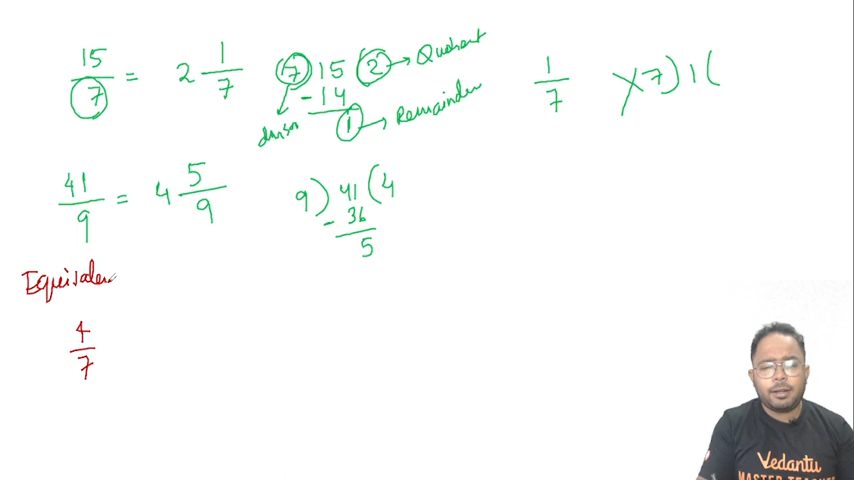 15/7 = 2 1/7
7) 15 (2 → Quotient
- 14
1 → Remainder
divisor
1/7
X 7) 1 (
41/9 = 4 5/9
9) 41 (4
- 36
5
Equivalen
4/7
Vedantu
MASTER TEACHER